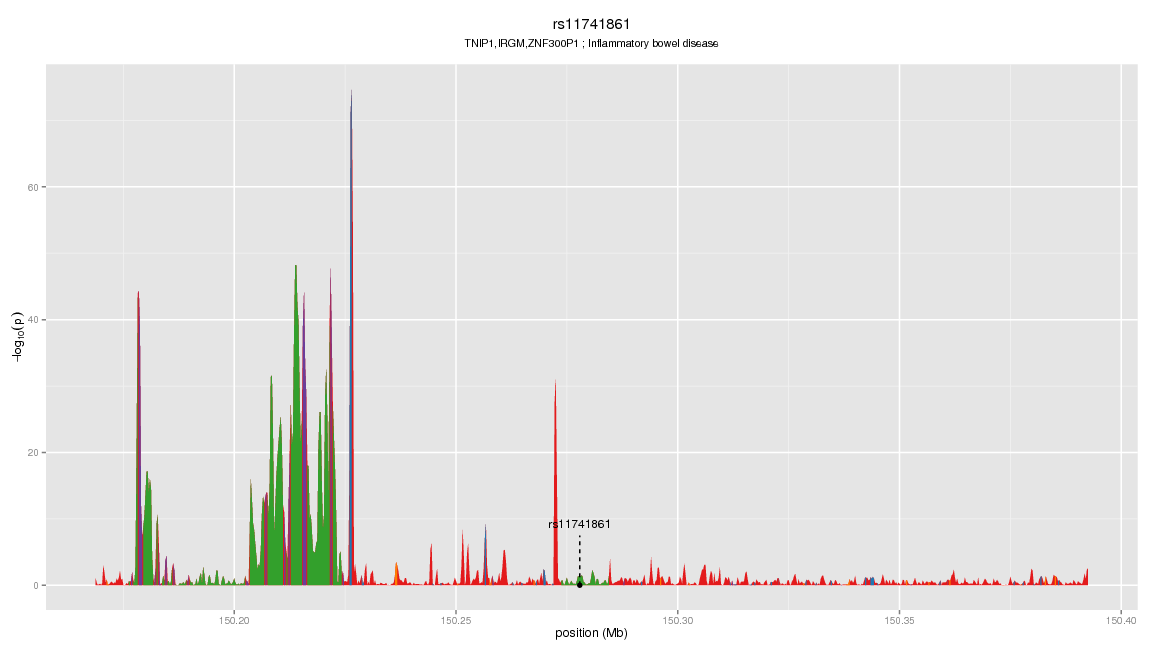 rs11741861
TNIP1,IRGM,ZNF300P1 ; Inflammatory bowel disease
60
40
20
0
−log10(p)
rs11741861
150.20 150.25 150.30 150.35 150.40
position (Mb)